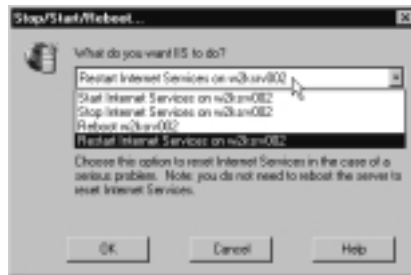 Stop/Start/Reboot...
What do you want IIS to do?
Restart Internet Services on w2ksrv002
Start Internet Services on w2ksrv002
Stop Internet Services on w2ksrv002
Reboot w2ksrv002
Restart Internet Services on w2ksrv002
Choose this option to reset Internet Services in the case of a
serious problem. Note: you do not need to reboot the server to
reset Internet Services.
OK
Cancel
Help